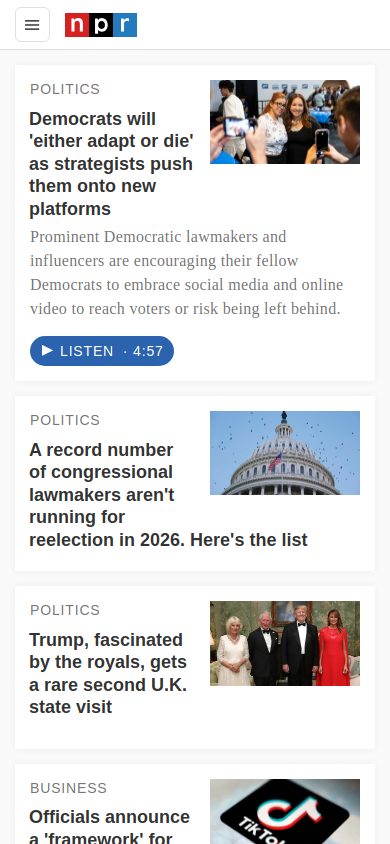 npr
POLITICS
Democrats will
'either adapt or die'
as strategists push
them onto new
platforms
Prominent Democratic lawmakers and
influencers are encouraging their fellow
Democrats to embrace social media and online
video to reach voters or risk being left behind.
LISTEN · 4:57
POLITICS
A record number
of congressional
lawmakers aren't
running for
reelection in 2026. Here's the list
POLITICS
Trump, fascinated
by the royals, gets
a rare second U.K.
state visit
BUSINESS
Officials announce
a 'framework' for
TikTok